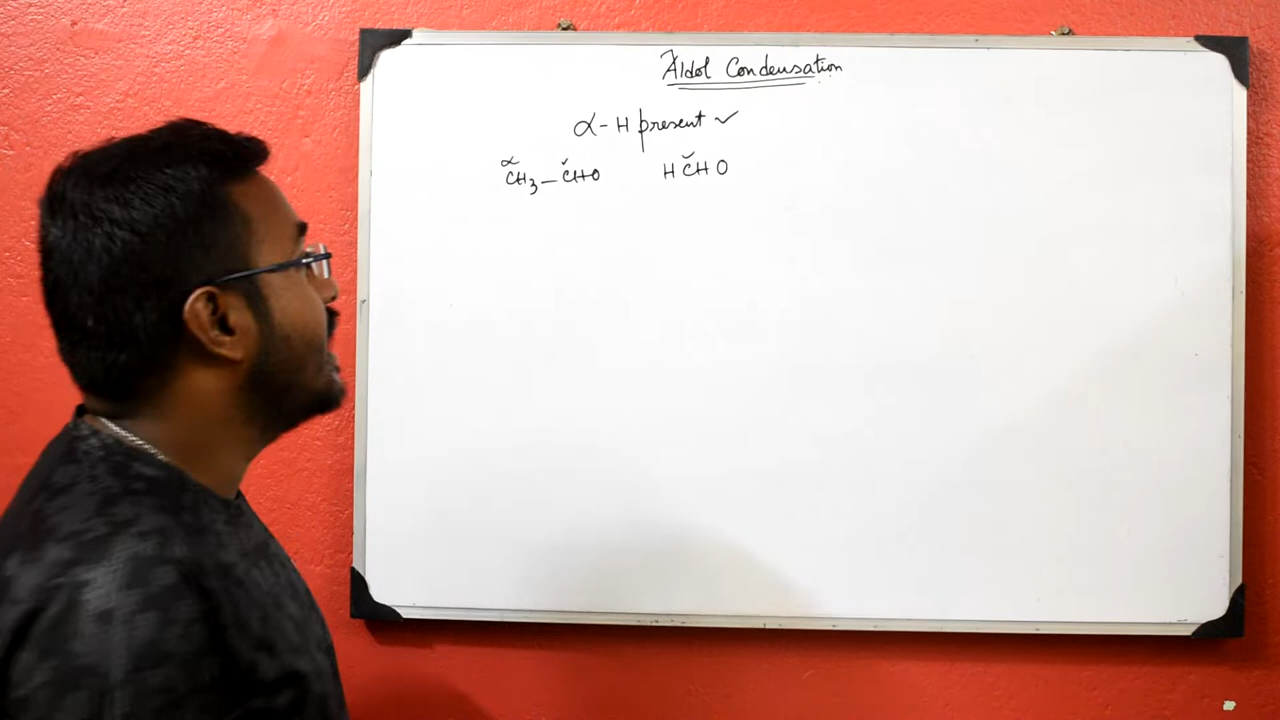 Aldol Condensation
α-H present ✓
α ✓ ✓
CH₃-CHO HCHO